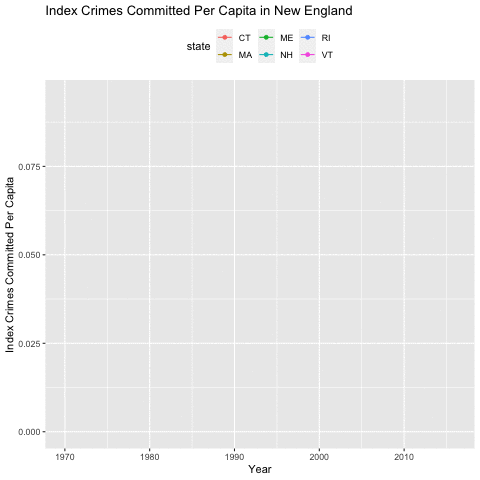 Index Crimes Committed Per Capita in New England
state
CT
ME
RI
MA
NH
VT
Index Crimes Committed Per Capita
0.075
0.050
0.025
0.000
1970
1980
1990
2000
2010
Year